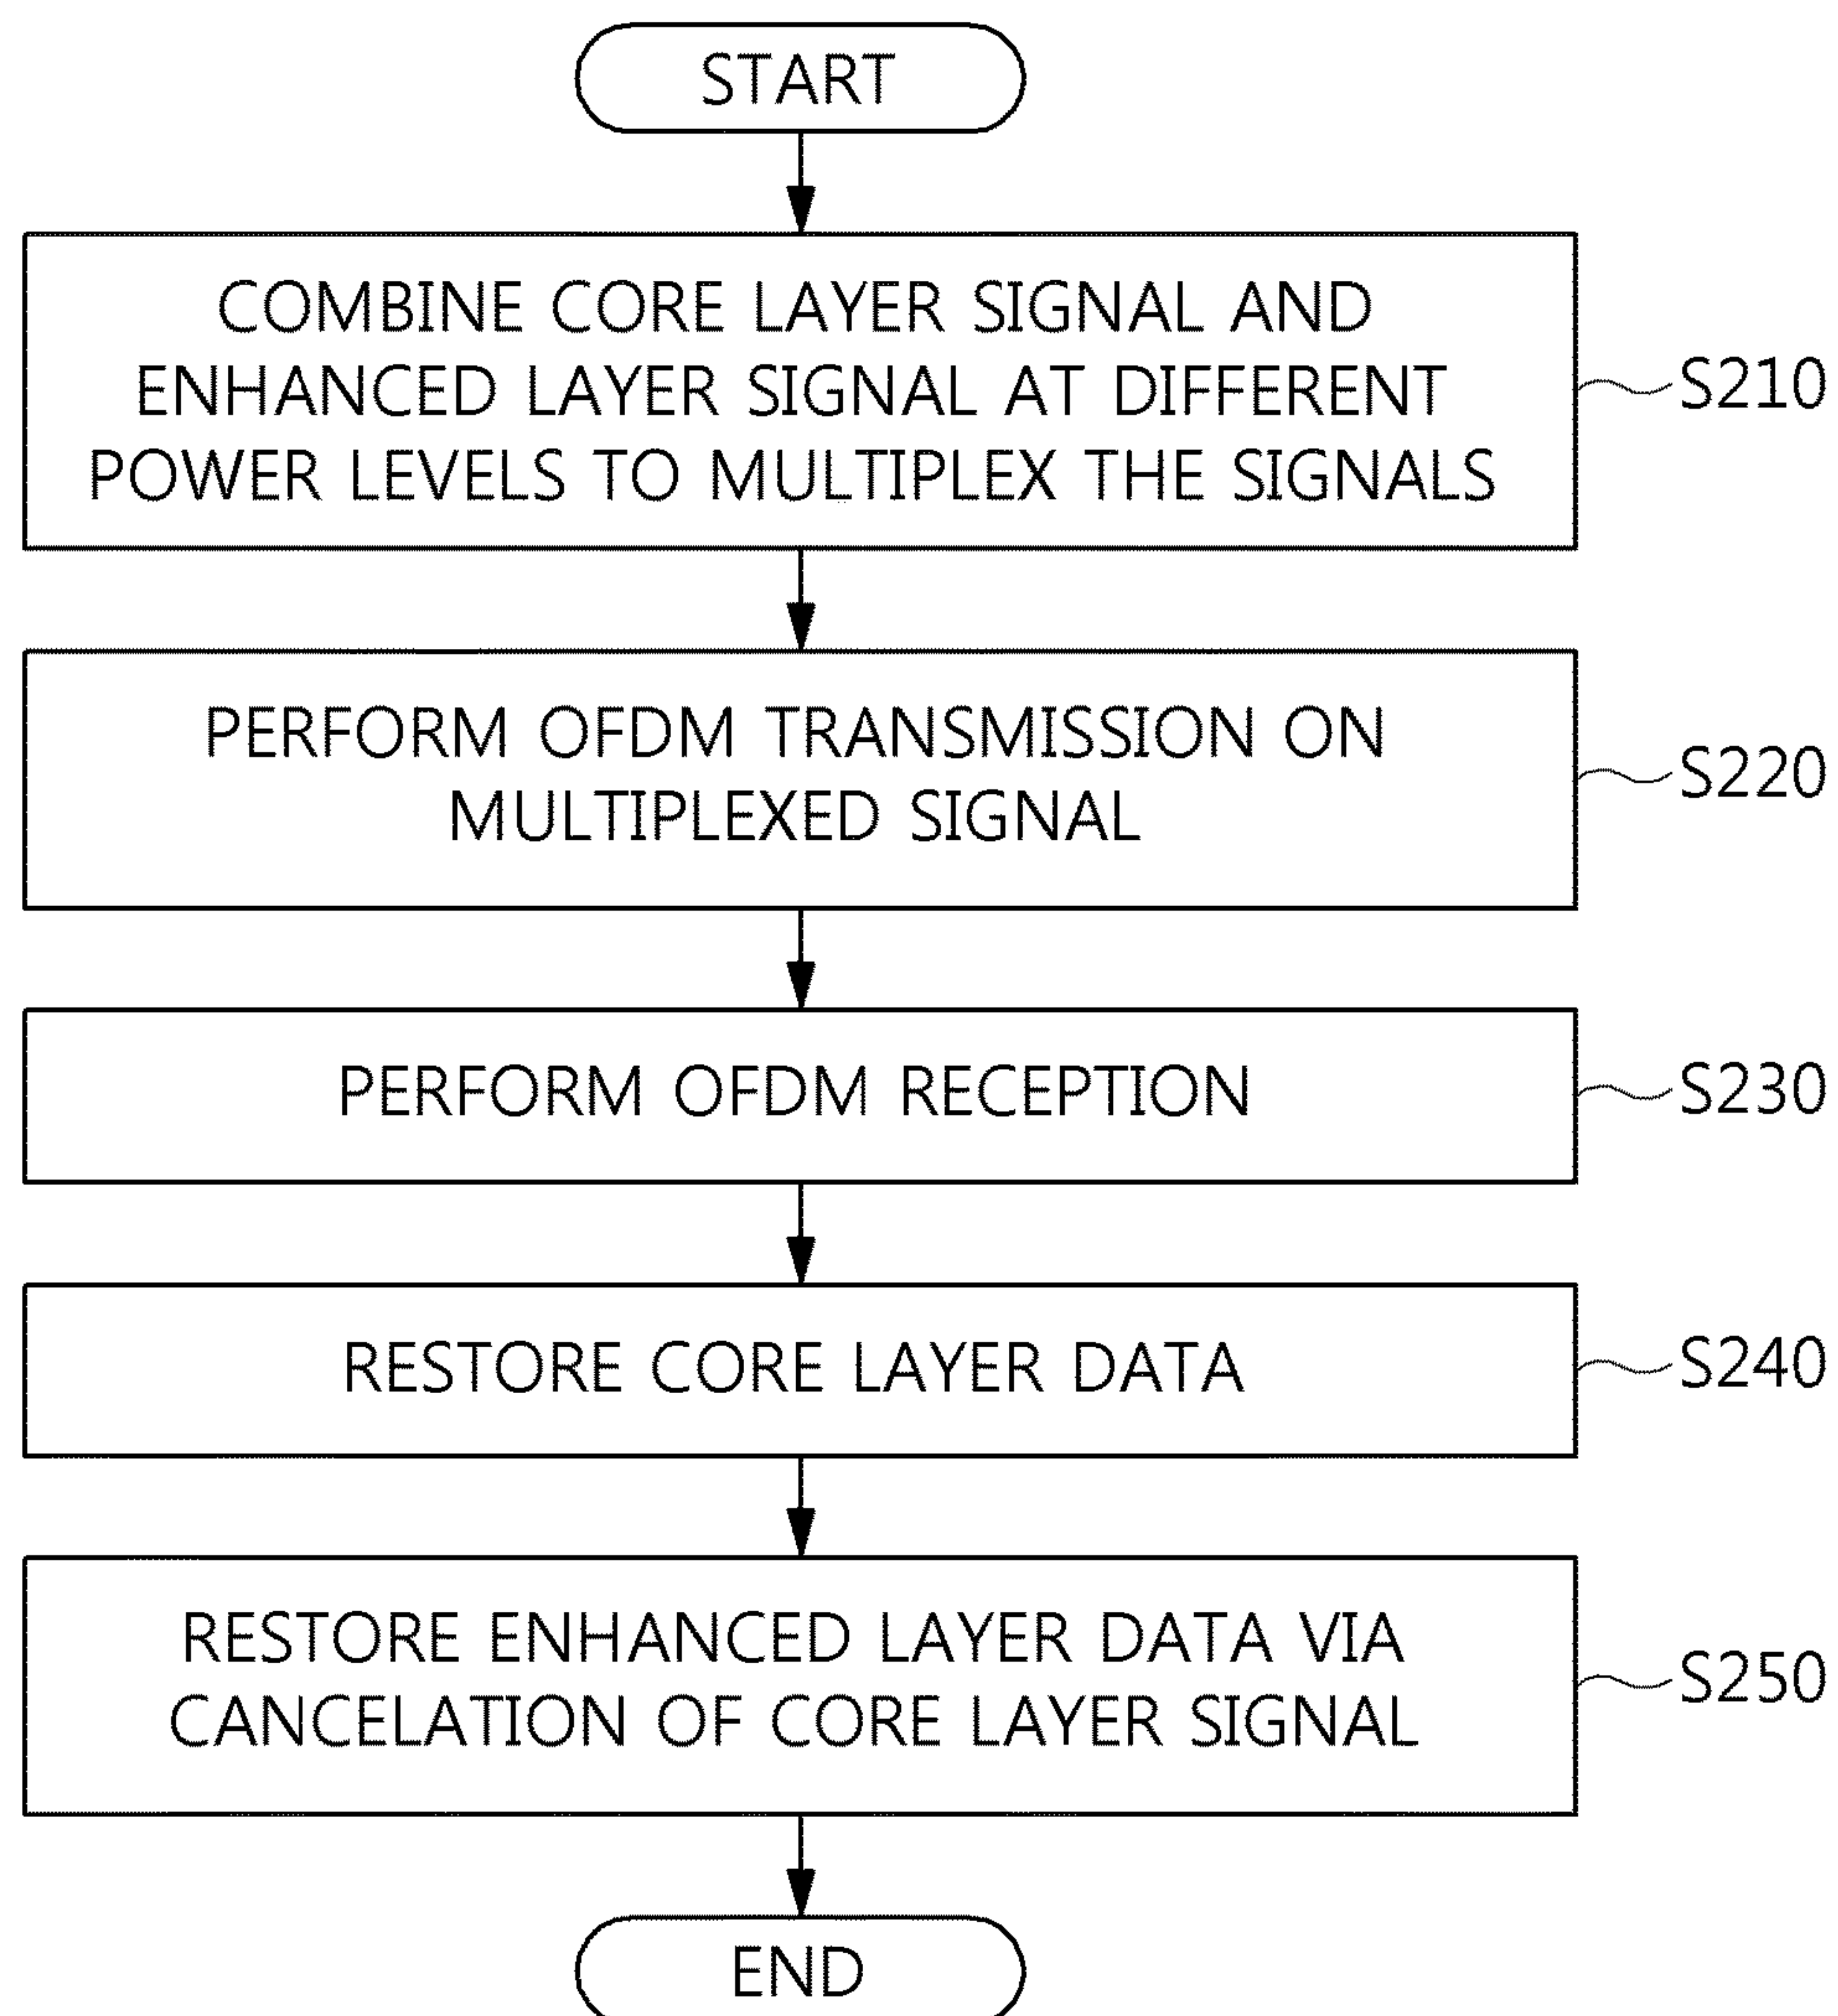 START
COMBINE CORE LAYER SIGNAL AND
ENHANCED LAYER SIGNAL AT DIFFERENT
POWER LEVELS TO MULTIPLEX THE SIGNALS
S210
PERFORM OFDM TRANSMISSION ON
MULTIPLEXED SIGNAL
S220
PERFORM OFDM RECEPTION
S230
RESTORE CORE LAYER DATA
S240
RESTORE ENHANCED LAYER DATA VIA
CANCELATION OF CORE LAYER SIGNAL
S250
END